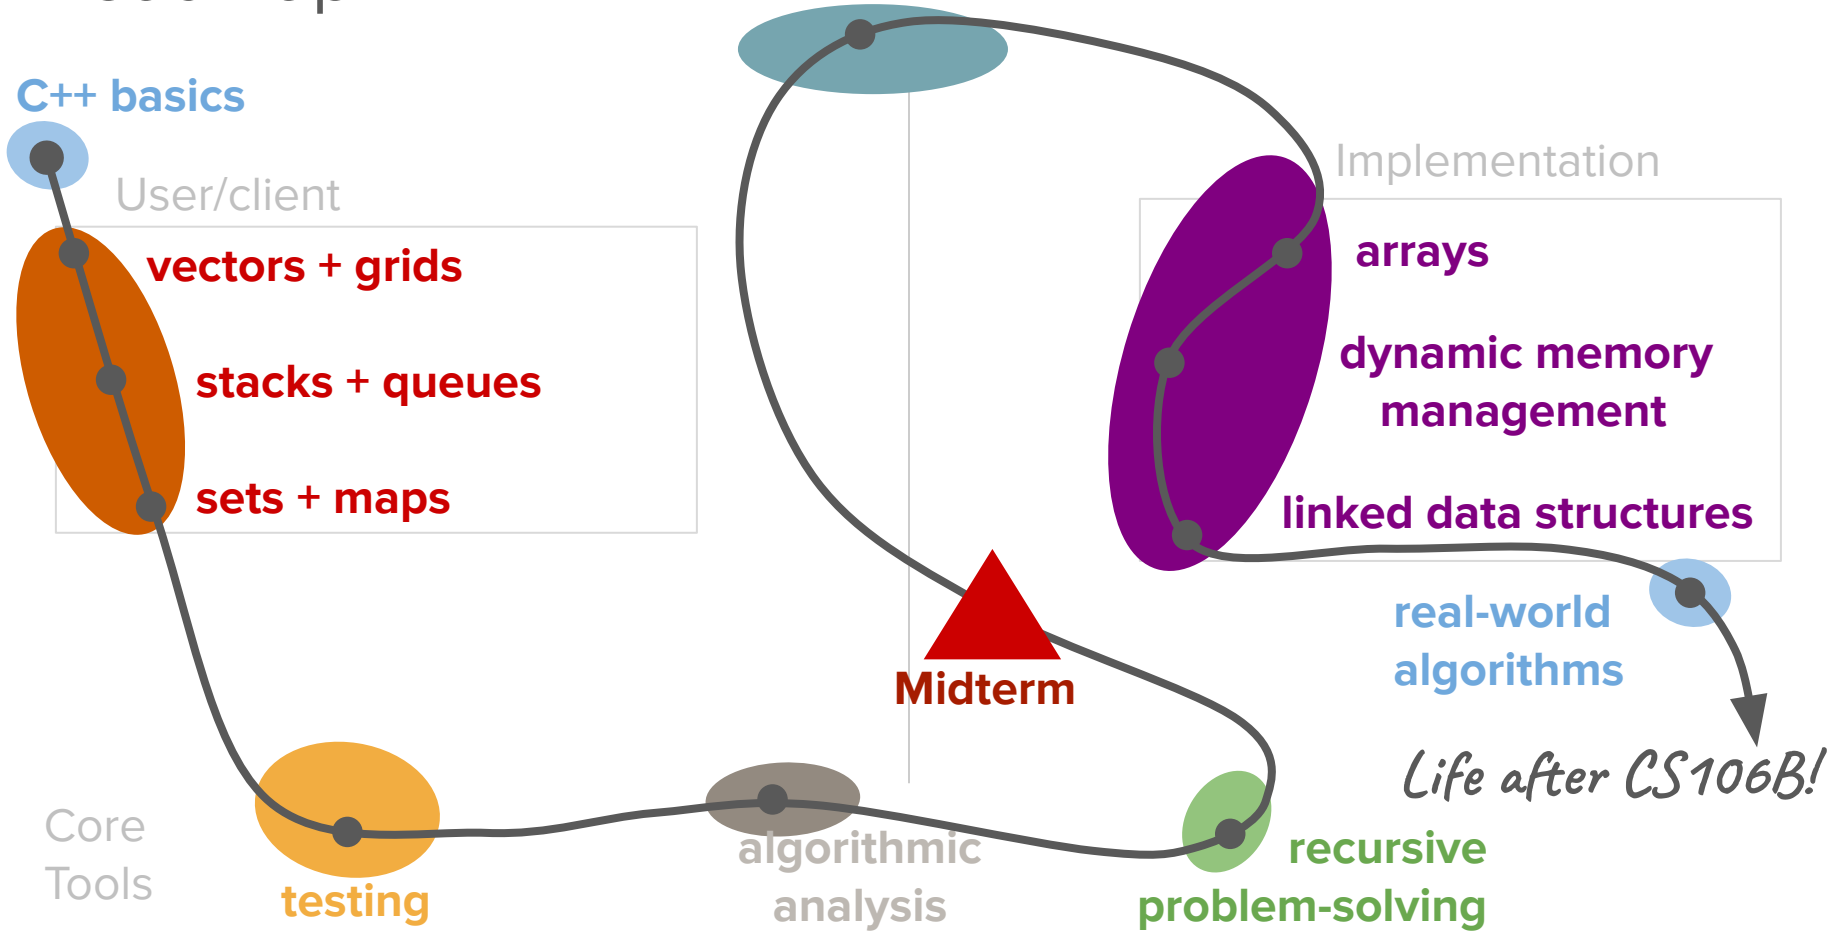 C++ basics
User/client
vectors + grids
stacks + queues
sets + maps
Implementation
arrays
dynamic memory
management
linked data structures
real-world
algorithms
Life after CS106B!
Midterm
Core
Tools
testing
algorithmic
analysis
recursive
problem-solving